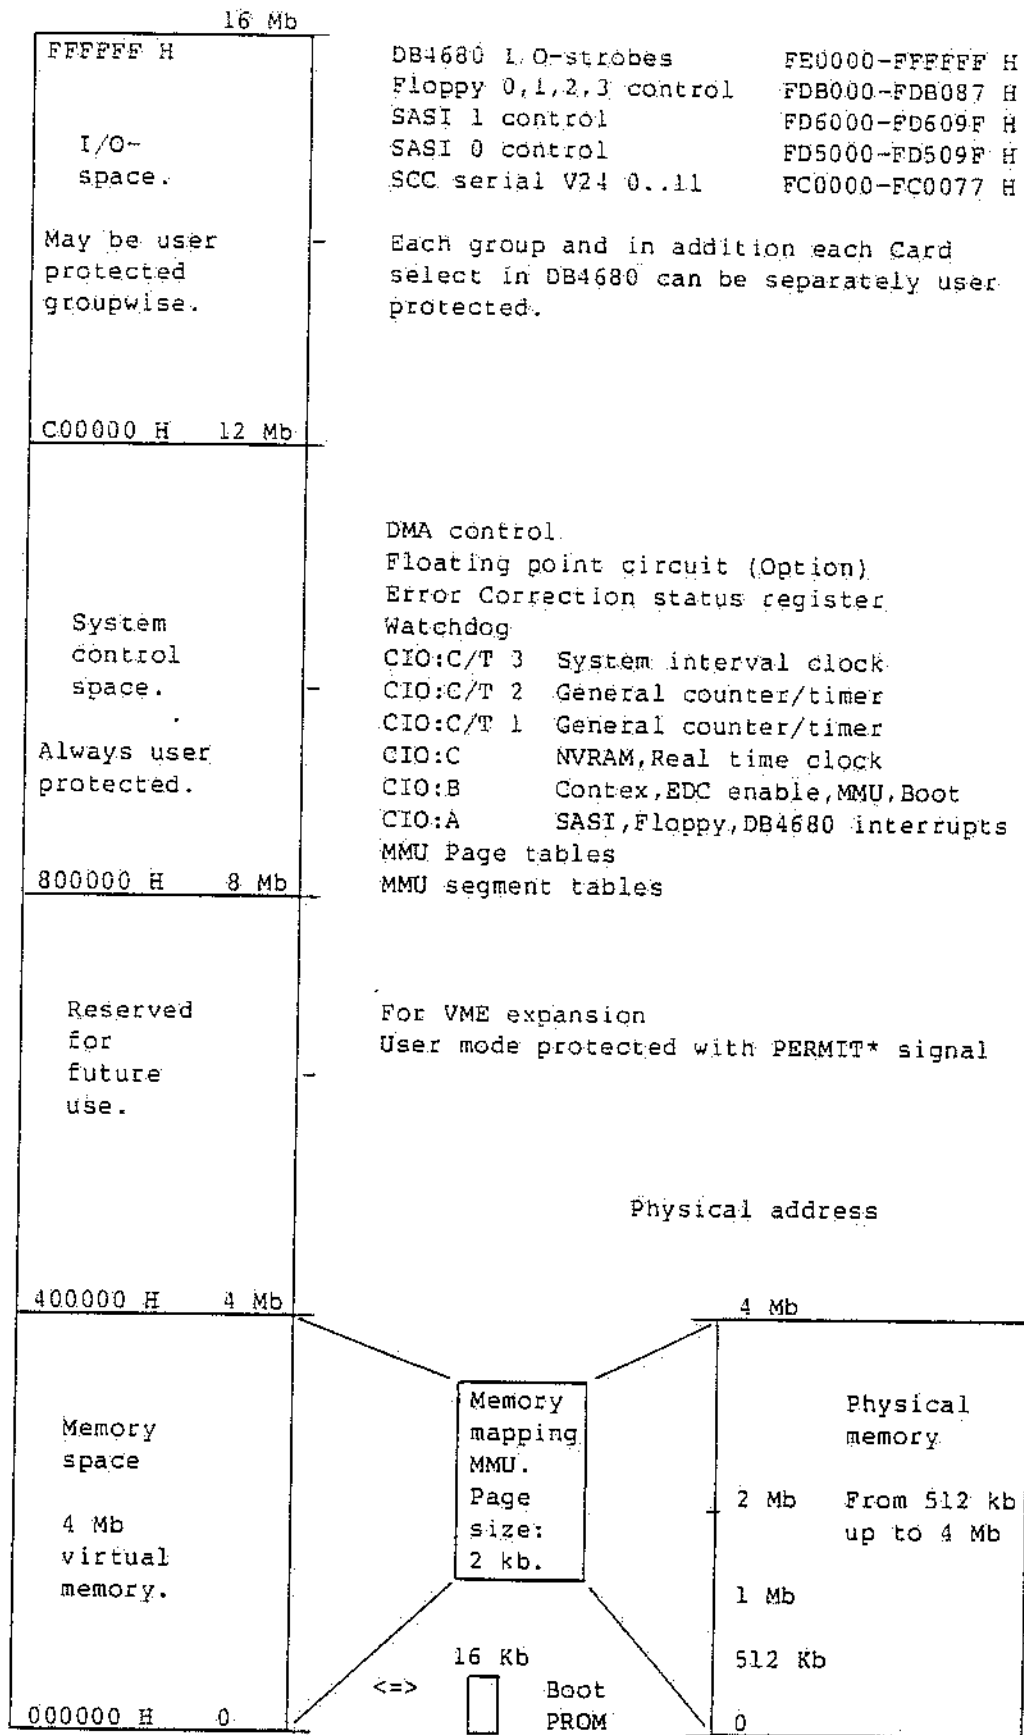 16 Mb
FFFFFF H
I/O-
space.
May be user
protected
groupwise.
DB4680 I/O-strobes FE0000-FFFFFF H
Floppy 0,1,2,3 control FDB000-FDB087 H
SASI 1 control FD6000-FD609F H
SASI 0 control FD5000-FD509F H
SCC serial V24 0..11 FC0000-FC0077 H
Each group and in addition each Card
select in DB4680 can be separately user
protected.
C00000 H 12 Mb
System
control
space.
Always user
protected.
DMA control
Floating point circuit (Option)
Error Correction status register
Watchdog
CIO:C/T 3 System interval clock
CIO:C/T 2 General counter/timer
CIO:C/T 1 General counter/timer
CIO:C NVRAM,Real time clock
CIO:B Contex,EDC enable,MMU,Boot
CIO:A SASI,Floppy,DB4680 interrupts
MMU Page tables
MMU segment tables
800000 H 8 Mb
Reserved
for
future
use.
For VME expansion
User mode protected with PERMIT* signal
Physical address
400000 H 4 Mb
4 Mb
Memory
space
4 Mb
virtual
memory.
Memory
mapping
MMU.
Page
size:
2 kb.
Physical
memory
2 Mb From 512 kb
up to 4 Mb
1 Mb
512 Kb
0
16 Kb
<=> Boot
PROM
000000 H 0